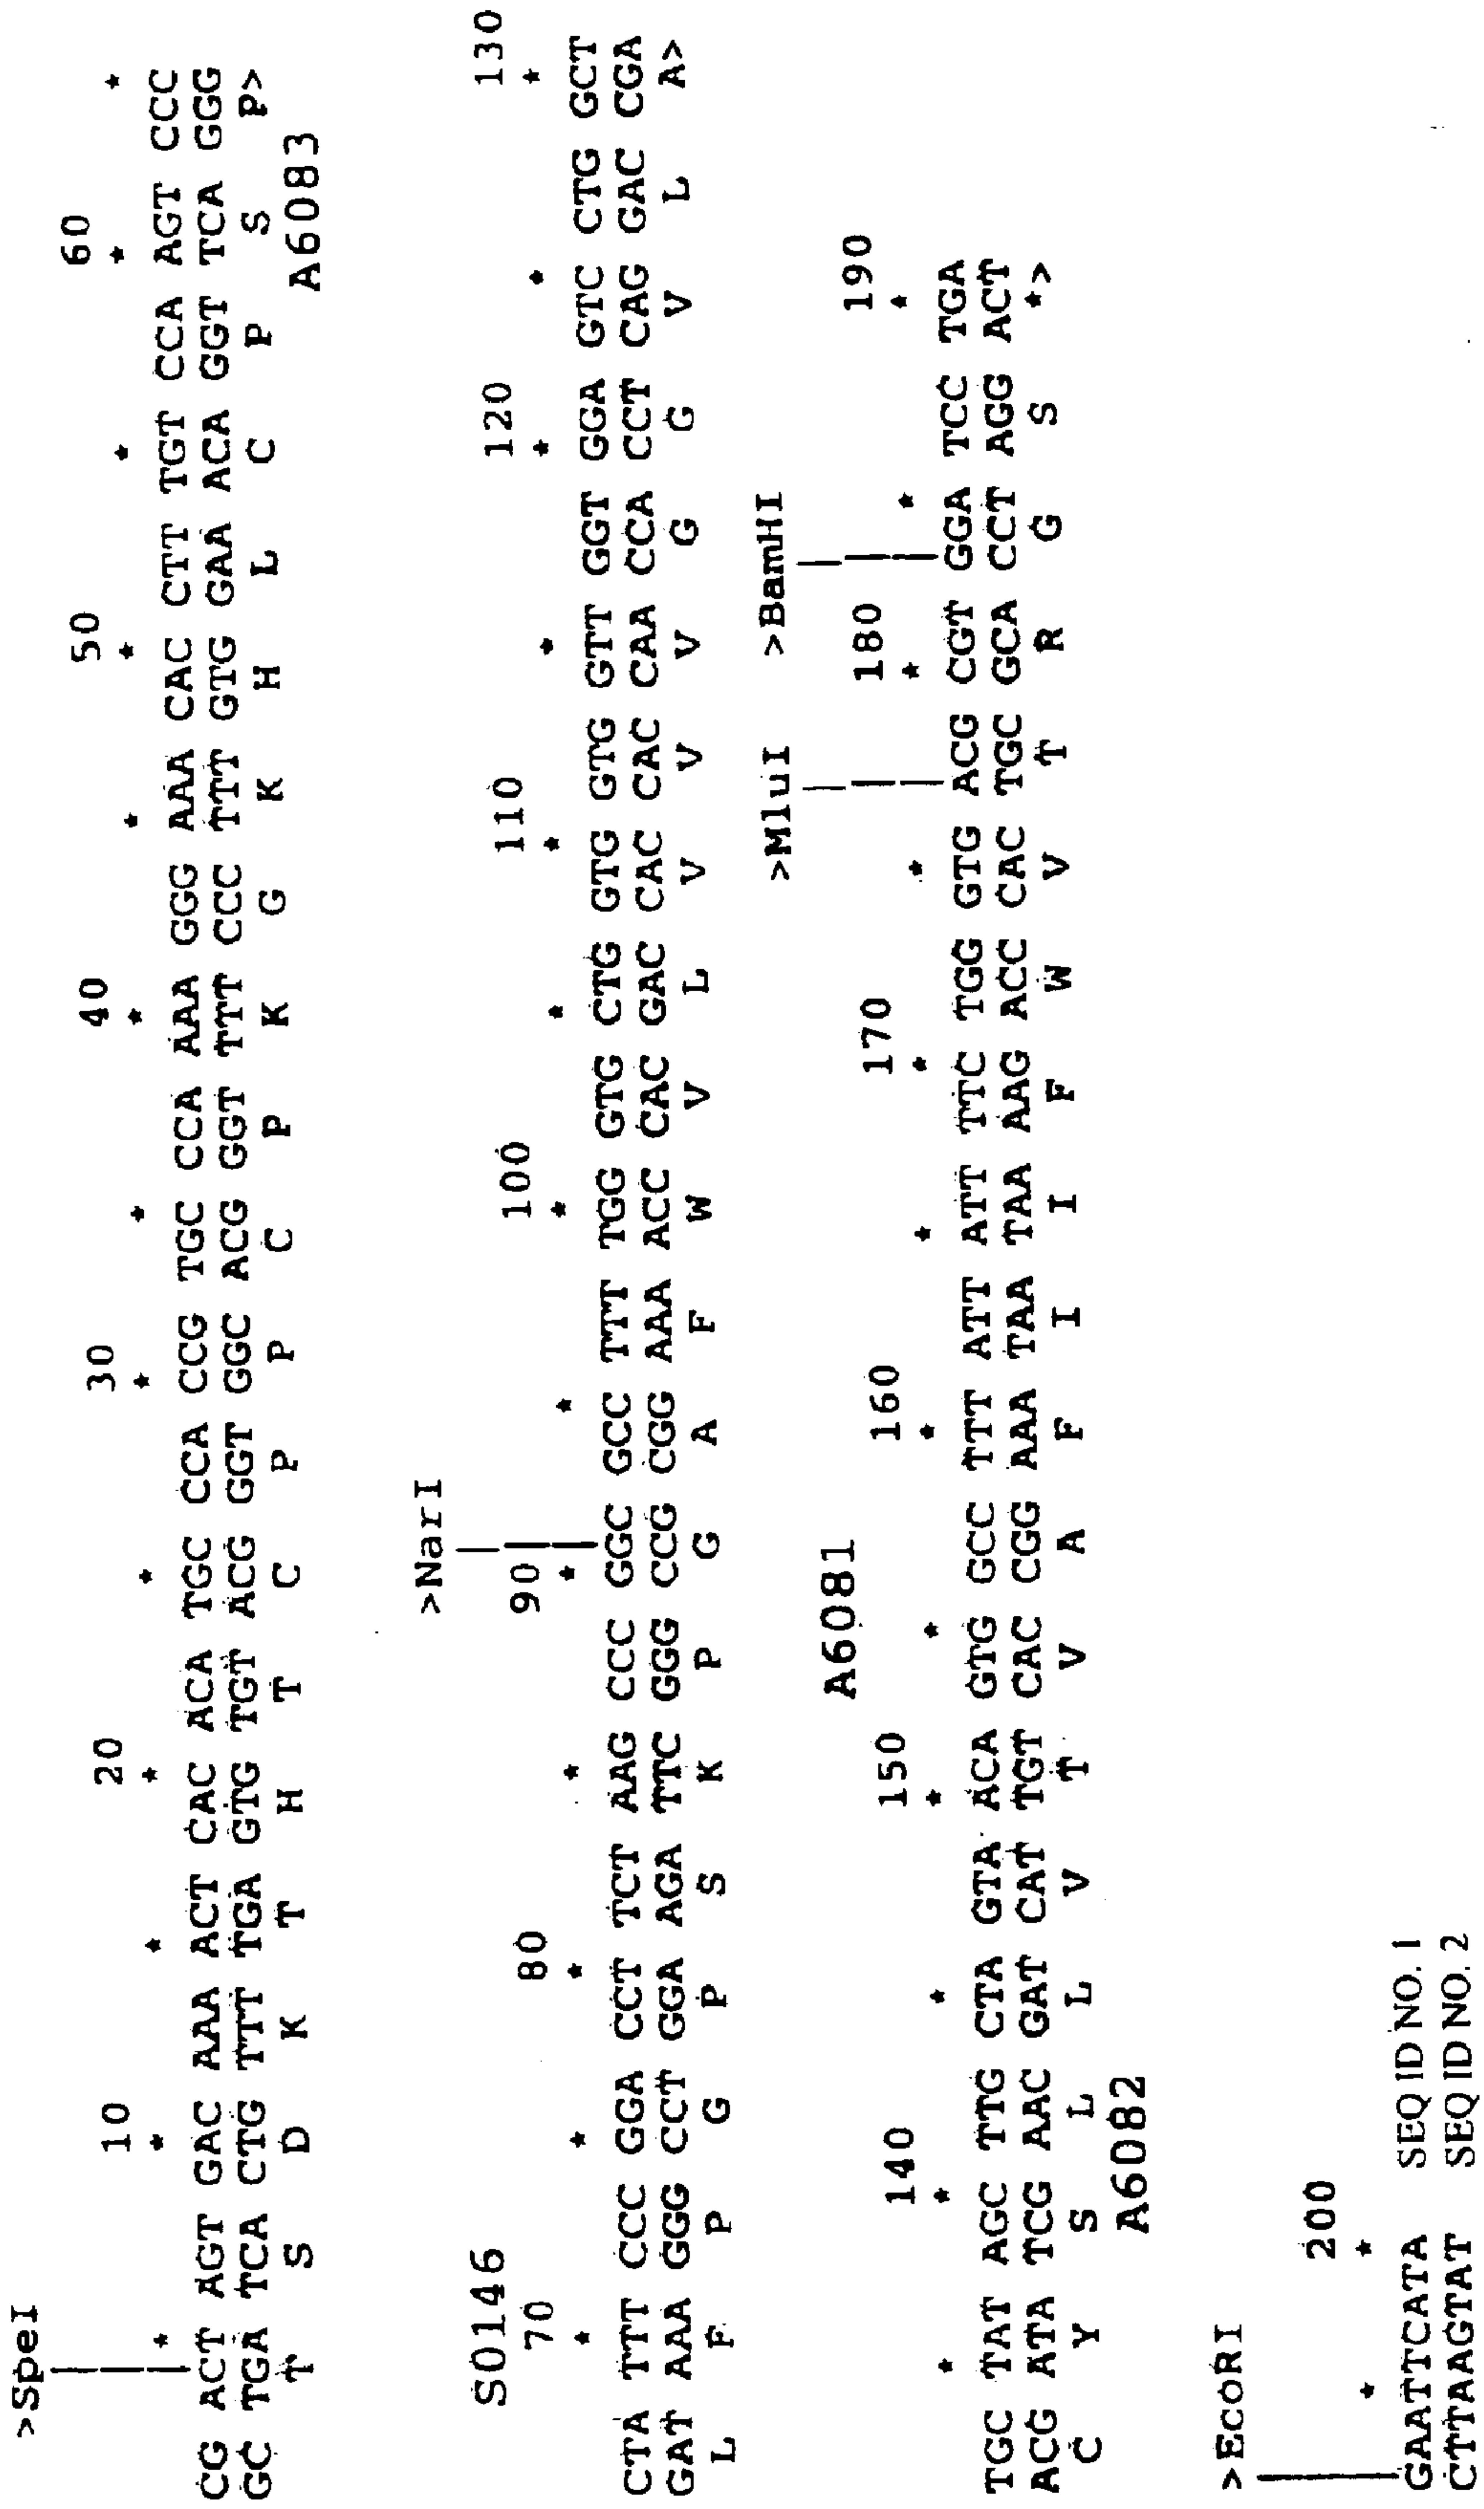 >SpeI
10 20 30 40 50 60
* * * * * * * * * * * * *
CG ACT AGT GAC AAA ACT CAC ACA TGC CCA CCG TGC CCA AAA GGG AAA CAC CTT TGT CCA AGT CCC
GC TGA TCA CTG TTT TGA GTG TGT ACG GGT GGC ACG GGT TTT CCC TTT GTG GAA ACA GGT TCA GGG
T S D K T H T C P P C P K G K H L C P S P>
A6083
>NarI
S0146
70 80 90 100 110 120 130
* * * * * * * * * * * * *
CTA TTT CCC GGA CCT TCT AAG CCC GGC GCC TTT TGG GTG CTG GTG GTG GTT GGT GGA GTC CTG GCT
GAT AAA GGG CCT GGA AGA TTC GGG CCG CGG AAA ACC CAC GAC CAC CAC CAA CCA CCT CAG GAC CGA
L F P G P S K P G A F W V L V V V G G V L A>
>MluI >BamHI
A6081
140 150 160 170 180 190
* * * * * * * * * * * *
TGC TAT AGC TTG CTA GTA ACA GTG GCC TTT ATT ATT TTC TGG GTG ACG CGT GGA TCC TGA
ACG ATA TCG AAC GAT CAT TGT CAC CGG AAA TAA TAA AAG ACC CAC TGC GCA CCT AGG ACT
C Y S L L V T V A F I I F W V T R G S *>
A6082
>EcoRI
200
* *
GAATTCATA SEQ ID NO. 1
CTTAAGTAT SEQ ID NO. 2